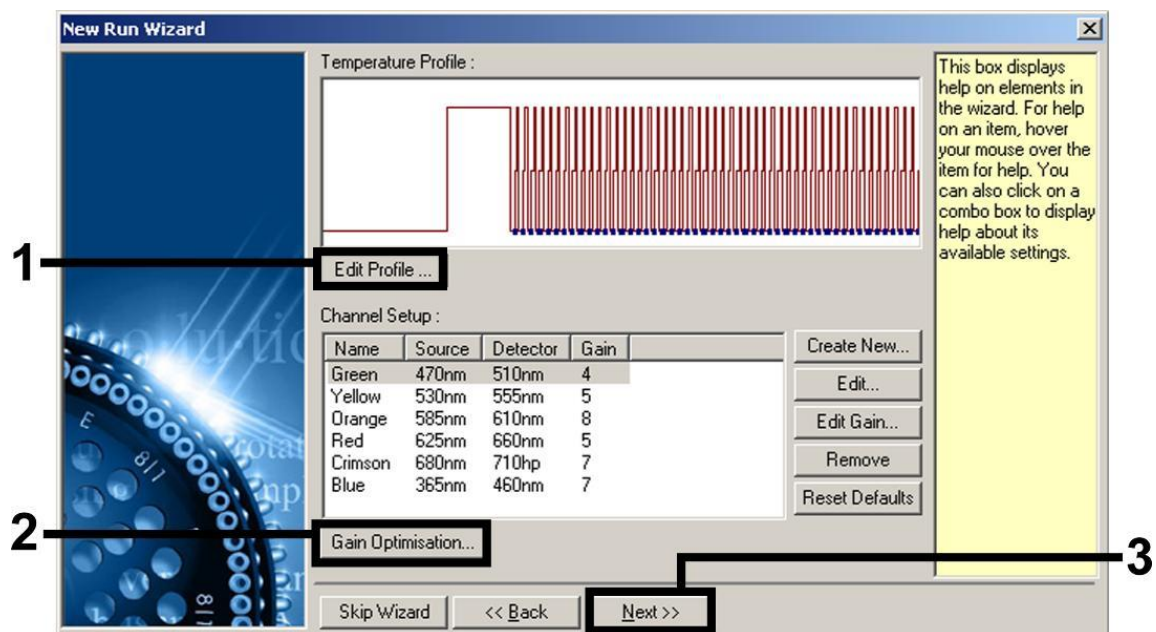 New Run Wizard
Temperature Profile :
This box displays
help on elements in
the wizard. For help
on an item, hover
your mouse over the
item for help. You
can also click on a
combo box to display
help about its
available settings.
1
Edit Profile ...
Channel Setup :
Name Source Detector Gain
Green 470nm 510nm 4
Yellow 530nm 555nm 5
Orange 585nm 610nm 8
Red 625nm 660nm 5
Crimson 680nm 710hp 7
Blue 365nm 460nm 7
Create New...
Edit...
Edit Gain...
Remove
Reset Defaults
E
8/1
8/1
2
Gain Optimisation...
3
Skip Wizard
<< Back
Next >>